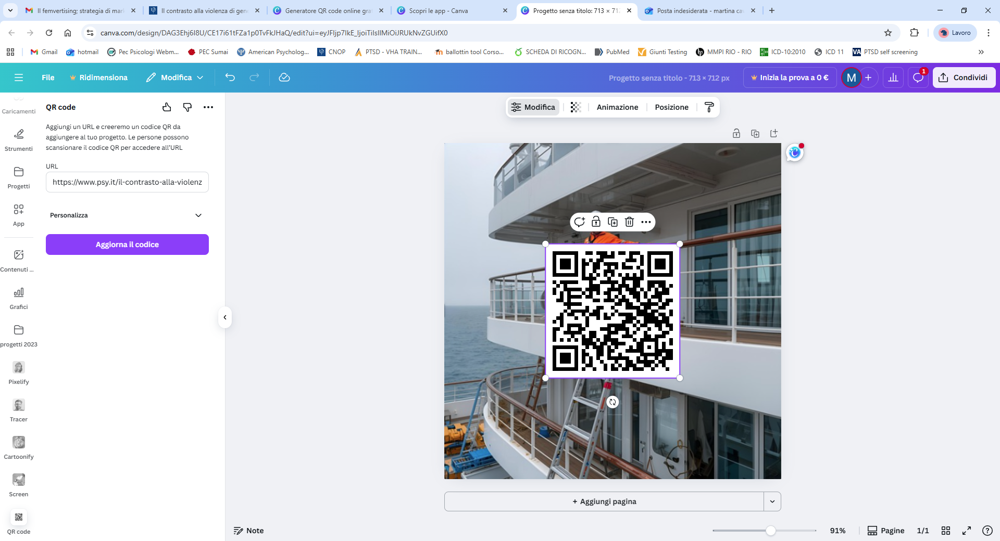 Il femvertising; strategia di mar
Il contrasto alla violenza di gen
Generatore QR code online gra
Scopri le app - Canva
Progetto senza titolo: 713 × 712
Posta indesiderata - martina ca
canva.com/design/DAG3Ehj6I8U/CE17i61tFZa1p0TvFkJHaQ/edit?ui=eyJFIjp7IkE_IjoiTiIsIlMiOiJRUkNvZGUifX0
Lavoro
Gmail
hotmail
Pec Psicologi Webm...
PEC Sumai
American Psycholog...
CNOP
PTSD - VHA TRAIN...
ballottin tool Corso...
SCHEDA DI RICOGN...
PubMed
Giunti Testing
MMPI RIO - RIO
ICD-10:2010
ICD 11
VA PTSD self screening
File
Ridimensiona
Modifica
Progetto senza titolo - 713 × 712 px
Inizia la prova a 0 €
M
1
Condividi
Caricamenti
Strumenti
Progetti
App
Contenuti ...
Grafici
progetti 2023
Pixelify
Tracer
Cartoonify
Screen
QR code
QR code
Aggiungi un URL e creeremo un codice QR da
aggiungere al tuo progetto. Le persone possono
scansionare il codice QR per accedere all'URL
URL
https://www.psy.it/il-contrasto-alla-violenz
Personalizza
Aggiorna il codice
Modifica
Animazione
Posizione
+ Aggiungi pagina
Note
91%
Pagine
1/1